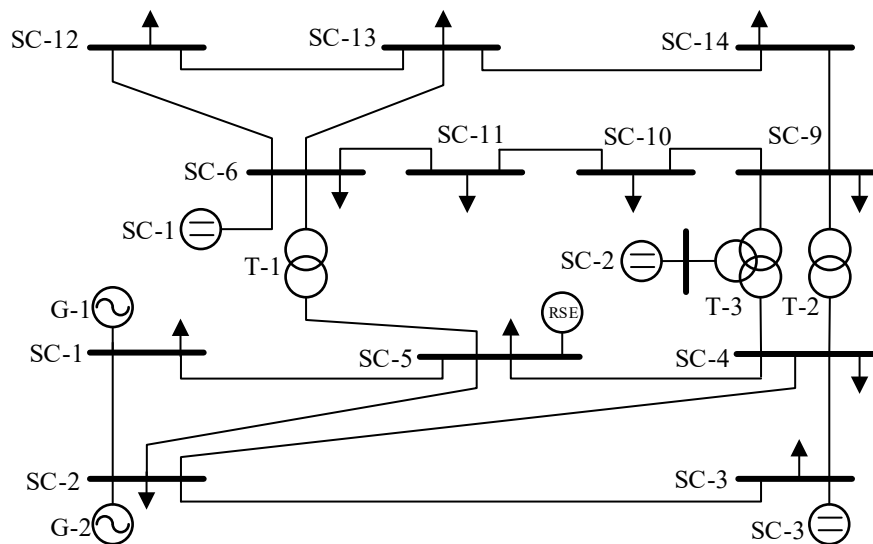 SC-12
SC-13
SC-14
SC-11
SC-10
SC-9
SC-6
SC-1
T-1
SC-2
T-3
T-2
G-1
RSE
SC-1
SC-5
SC-4
SC-2
SC-3
G-2
SC-3